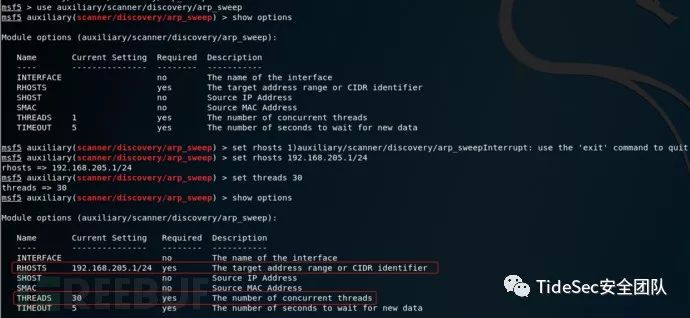 msf5 > use auxiliary/scanner/discovery/arp_sweep
msf5 auxiliary(scanner/discovery/arp_sweep) > show options
Module options (auxiliary/scanner/discovery/arp_sweep):
Name Current Setting Required Description
---- --------------- -------- -----------
INTERFACE no The name of the interface
RHOSTS yes The target address range or CIDR identifier
SHOST no Source IP Address
SMAC no Source MAC Address
THREADS 1 yes The number of concurrent threads
TIMEOUT 5 yes The number of seconds to wait for new data
msf5 auxiliary(scanner/discovery/arp_sweep) > set rhosts 1)auxiliary/scanner/discovery/arp_sweepInterrupt: use the 'exit' command to quit
msf5 auxiliary(scanner/discovery/arp_sweep) > set rhosts 192.168.205.1/24
rhosts => 192.168.205.1/24
msf5 auxiliary(scanner/discovery/arp_sweep) > set threads 30
threads => 30
msf5 auxiliary(scanner/discovery/arp_sweep) > show options
Module options (auxiliary/scanner/discovery/arp_sweep):
Name Current Setting Required Description
---- --------------- -------- -----------
INTERFACE no The name of the interface
RHOSTS 192.168.205.1/24 yes The target address range or CIDR identifier
SHOST no Source IP Address
SMAC no Source MAC Address
THREADS 30 yes The number of concurrent threads
TIMEOUT 5 yes The number of seconds to wait for new data
REEBUF
TideSec安全团队